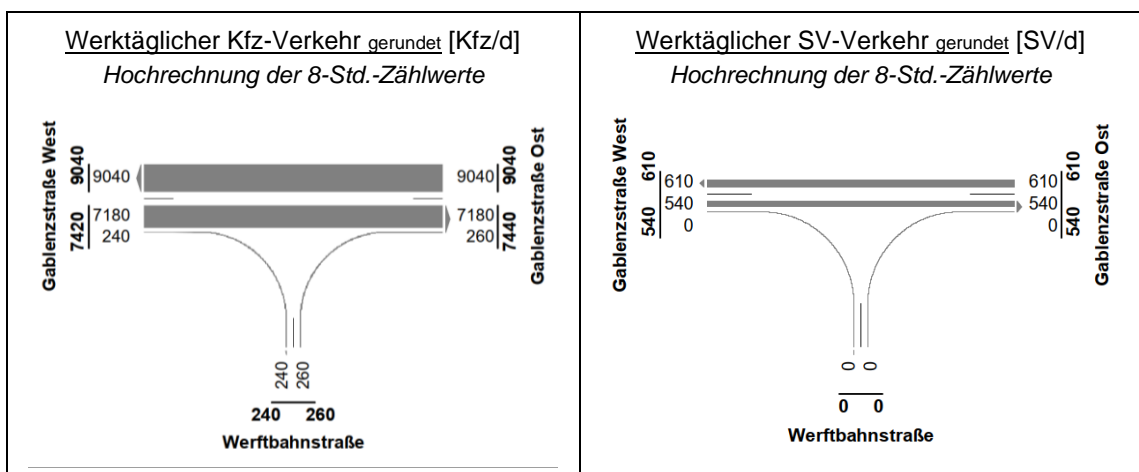 Werktäglicher Kfz-Verkehr gerundet [Kfz/d]
Hochrechnung der 8-Std.-Zählwerte
Gablenzstraße West
9040
9040
7420
7180
240
9040
9040
7180
260
7440
Gablenzstraße Ost
240
260
240 260
Werftbahnstraße
Werktäglicher SV-Verkehr gerundet [SV/d]
Hochrechnung der 8-Std.-Zählwerte
Gablenzstraße West
610
610
540
540
0
610
610
540
0
540
Gablenzstraße Ost
0
0
0 0
Werftbahnstraße